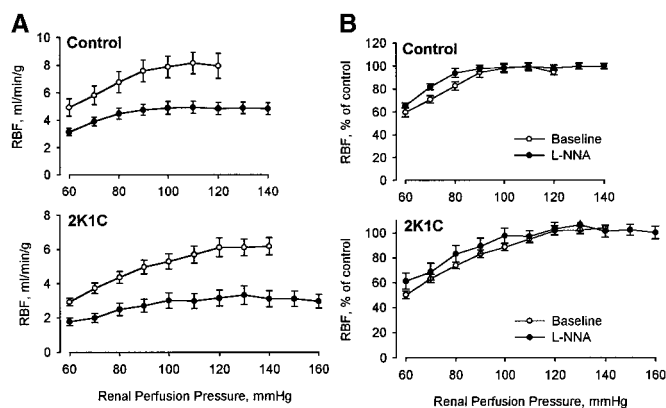 A
Control
RBF, ml/min/g
10
8
6
4
2
0
60 80 100 120 140
2K1C
RBF, ml/min/g
8
6
4
2
0
60 80 100 120 140 160
Renal Perfusion Pressure, mmHg
B
Control
RBF, % of control
120
100
80
60
40
20
0
Baseline
L-NNA
60 80 100 120 140
2K1C
RBF, % of control
100
80
60
40
20
0
Baseline
L-NNA
60 80 100 120 140 160
Renal Perfusion Pressure, mmHg